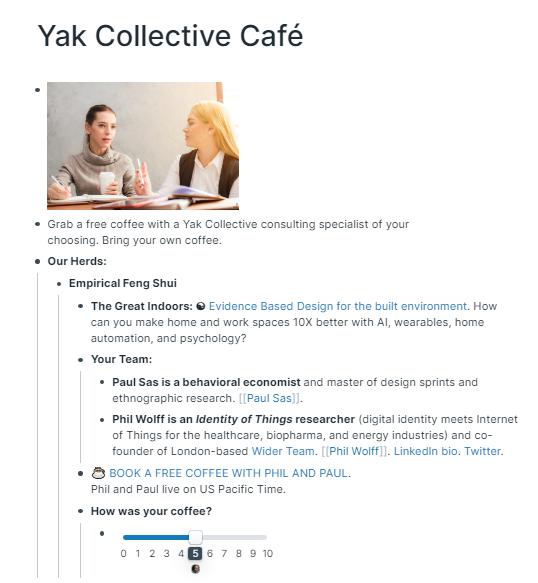 Yak Collective Café
Grab a free coffee with a Yak Collective consulting specialist of your
choosing. Bring your own coffee.
Our Herds:
Empirical Feng Shui
The Great Indoors: ☯ Evidence Based Design for the built environment. How
can you make home and work spaces 10X better with AI, wearables, home
automation, and psychology?
Your Team:
Paul Sas is a behavioral economist and master of design sprints and
ethnographic research. [[Paul Sas]].
Phil Wolff is an Identity of Things researcher (digital identity meets Internet
of Things for the healthcare, biopharma, and energy industries) and co-
founder of London-based Wider Team. [[Phil Wolff]]. LinkedIn bio. Twitter.
BOOK A FREE COFFEE WITH PHIL AND PAUL.
Phil and Paul live on US Pacific Time.
How was your coffee?
0 1 2 3 4 5 6 7 8 9 10